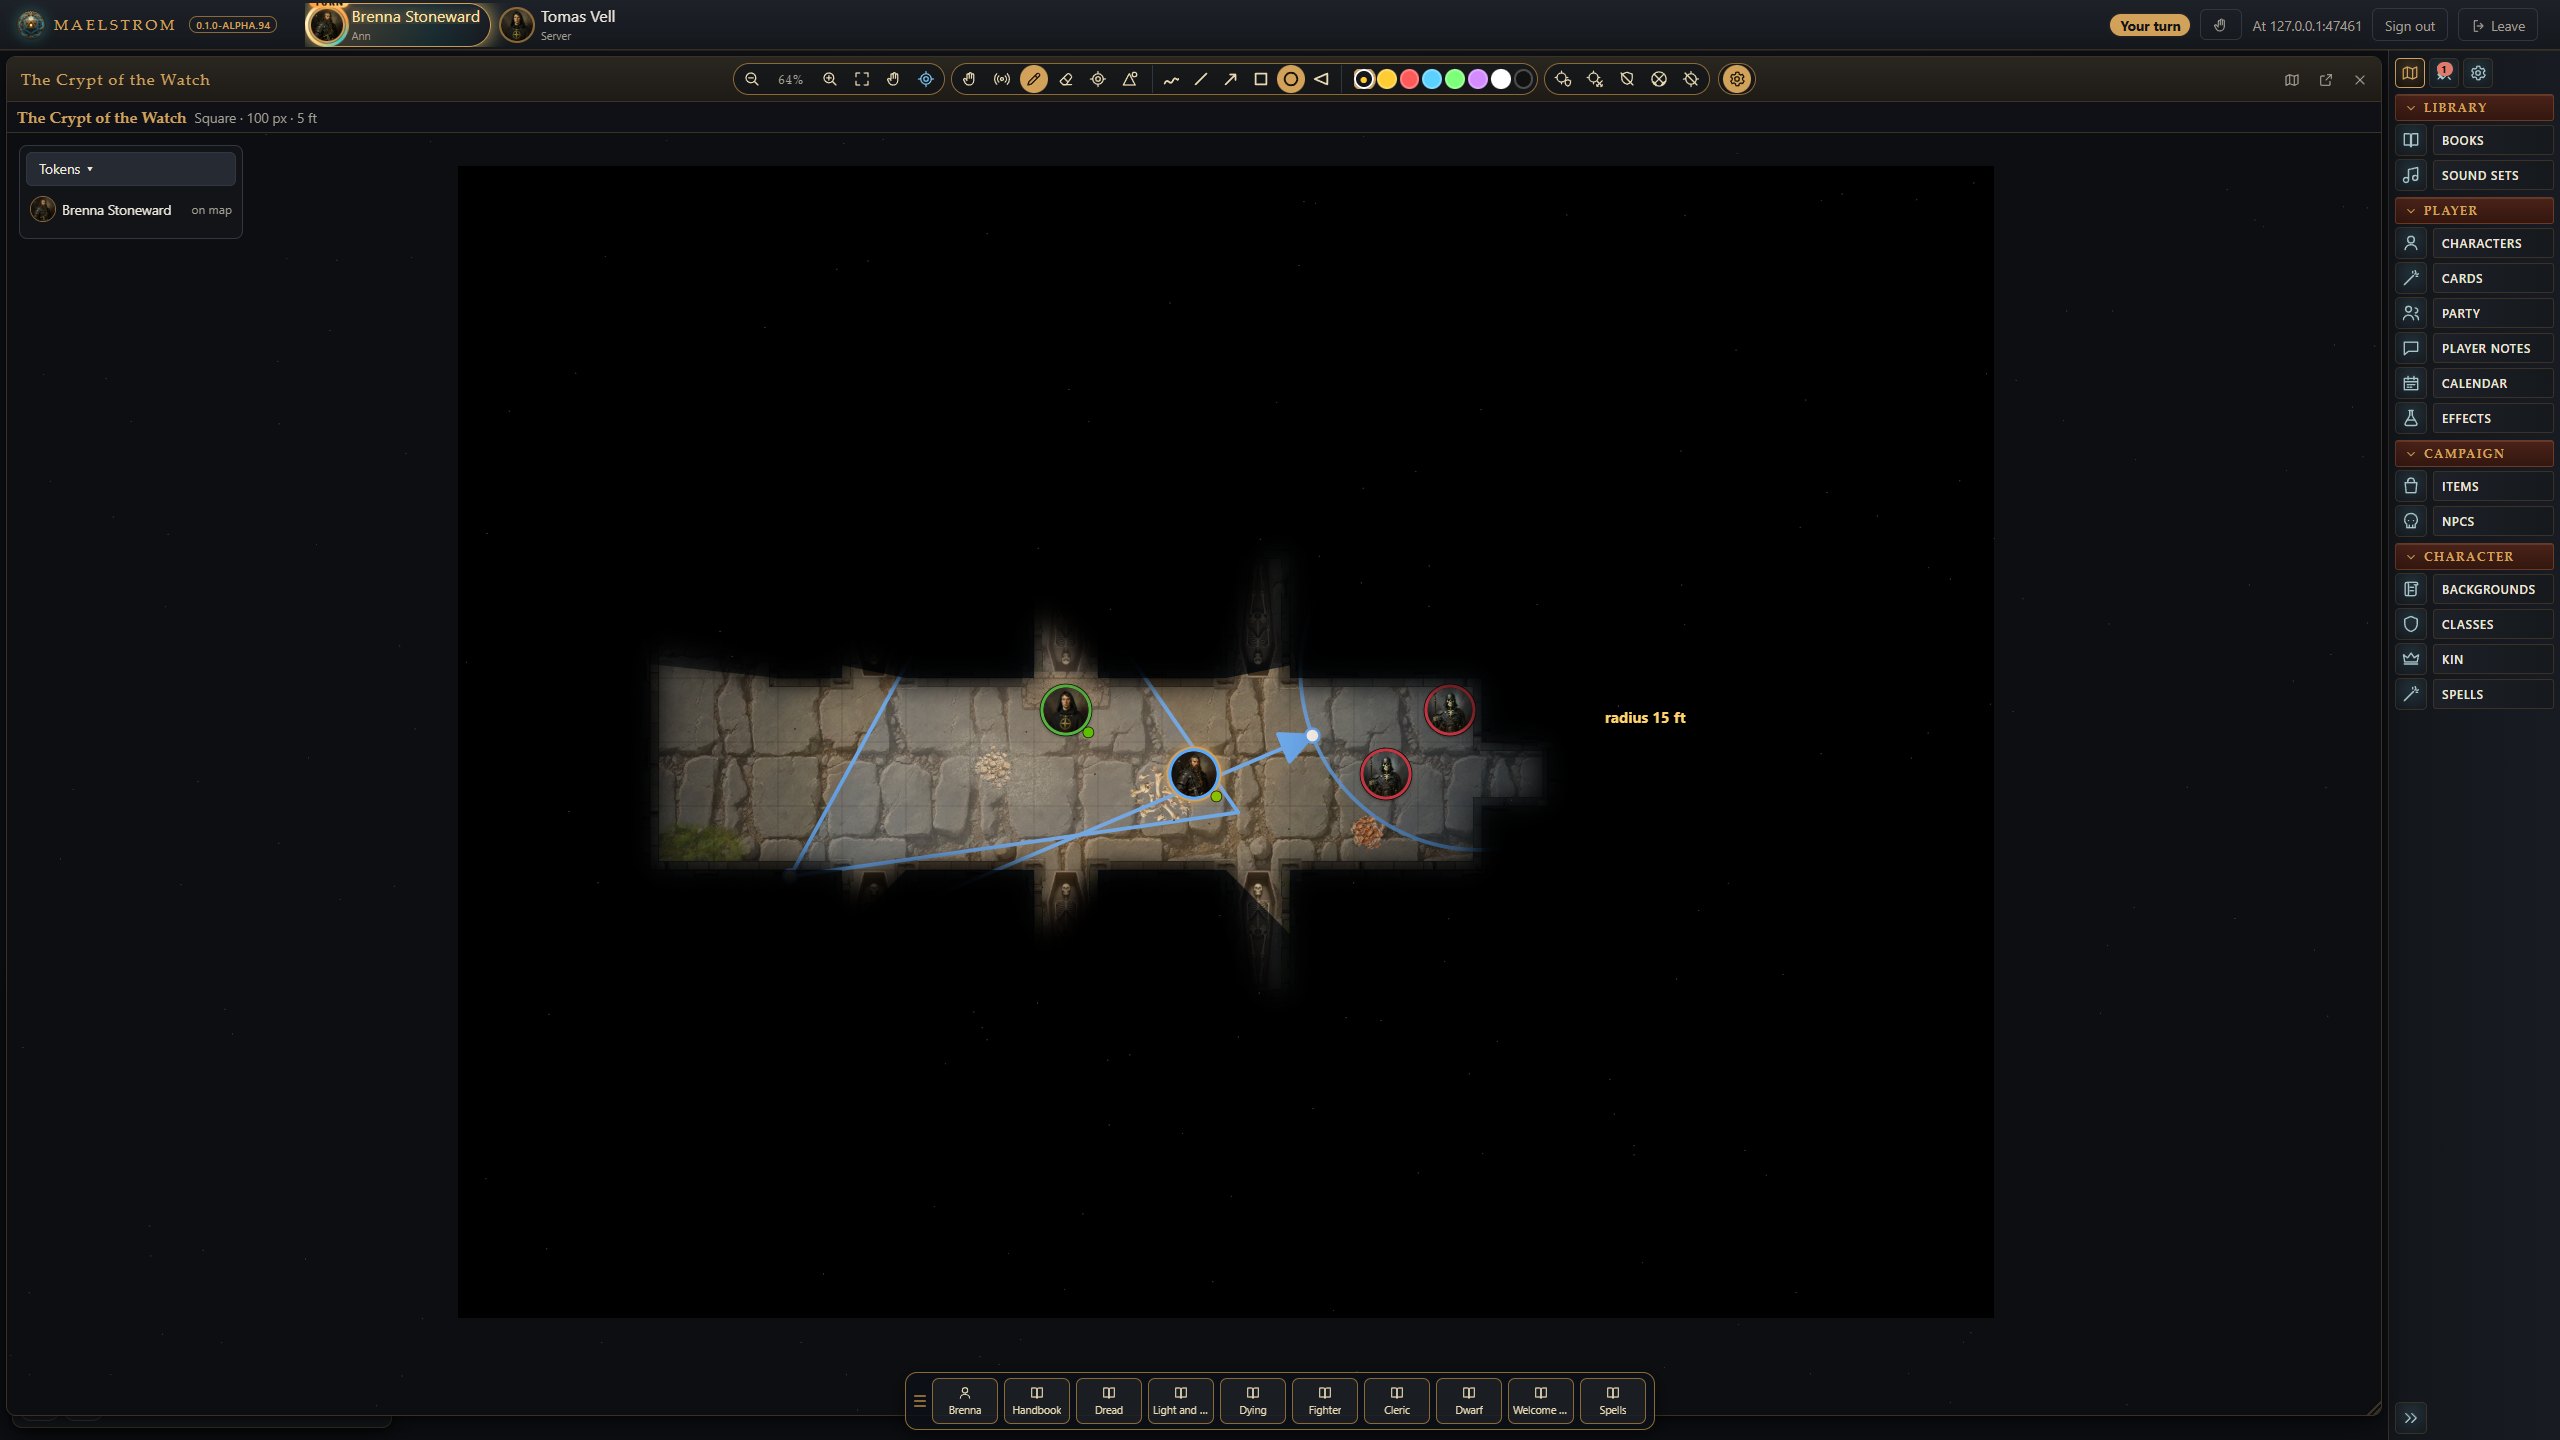 MAELSTROM
0.1.0-ALPHA.94
Brenna Stoneward
Ann
Tomas Vell
Server
Your turn
At 127.0.0.1:47461
Sign out
Leave
The Crypt of the Watch
64%
1
The Crypt of the Watch
Square · 100 px · 5 ft
Tokens
Brenna Stoneward
on map
radius 15 ft
LIBRARY
BOOKS
SOUND SETS
PLAYER
CHARACTERS
CARDS
PARTY
PLAYER NOTES
CALENDAR
EFFECTS
CAMPAIGN
ITEMS
NPCS
CHARACTER
BACKGROUNDS
CLASSES
KIN
SPELLS
Brenna
Handbook
Dread
Light and ...
Dying
Fighter
Cleric
Dwarf
Welcome ...
Spells